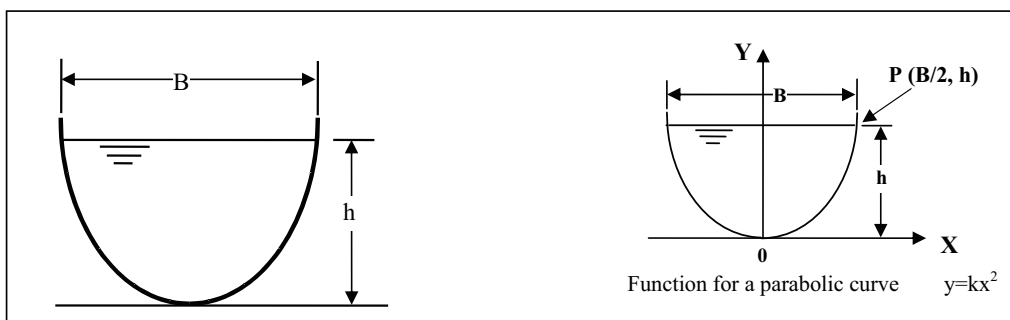 B
h
Y
P (B/2, h)
B
h
X
0
Function for a parabolic curve y=kx²